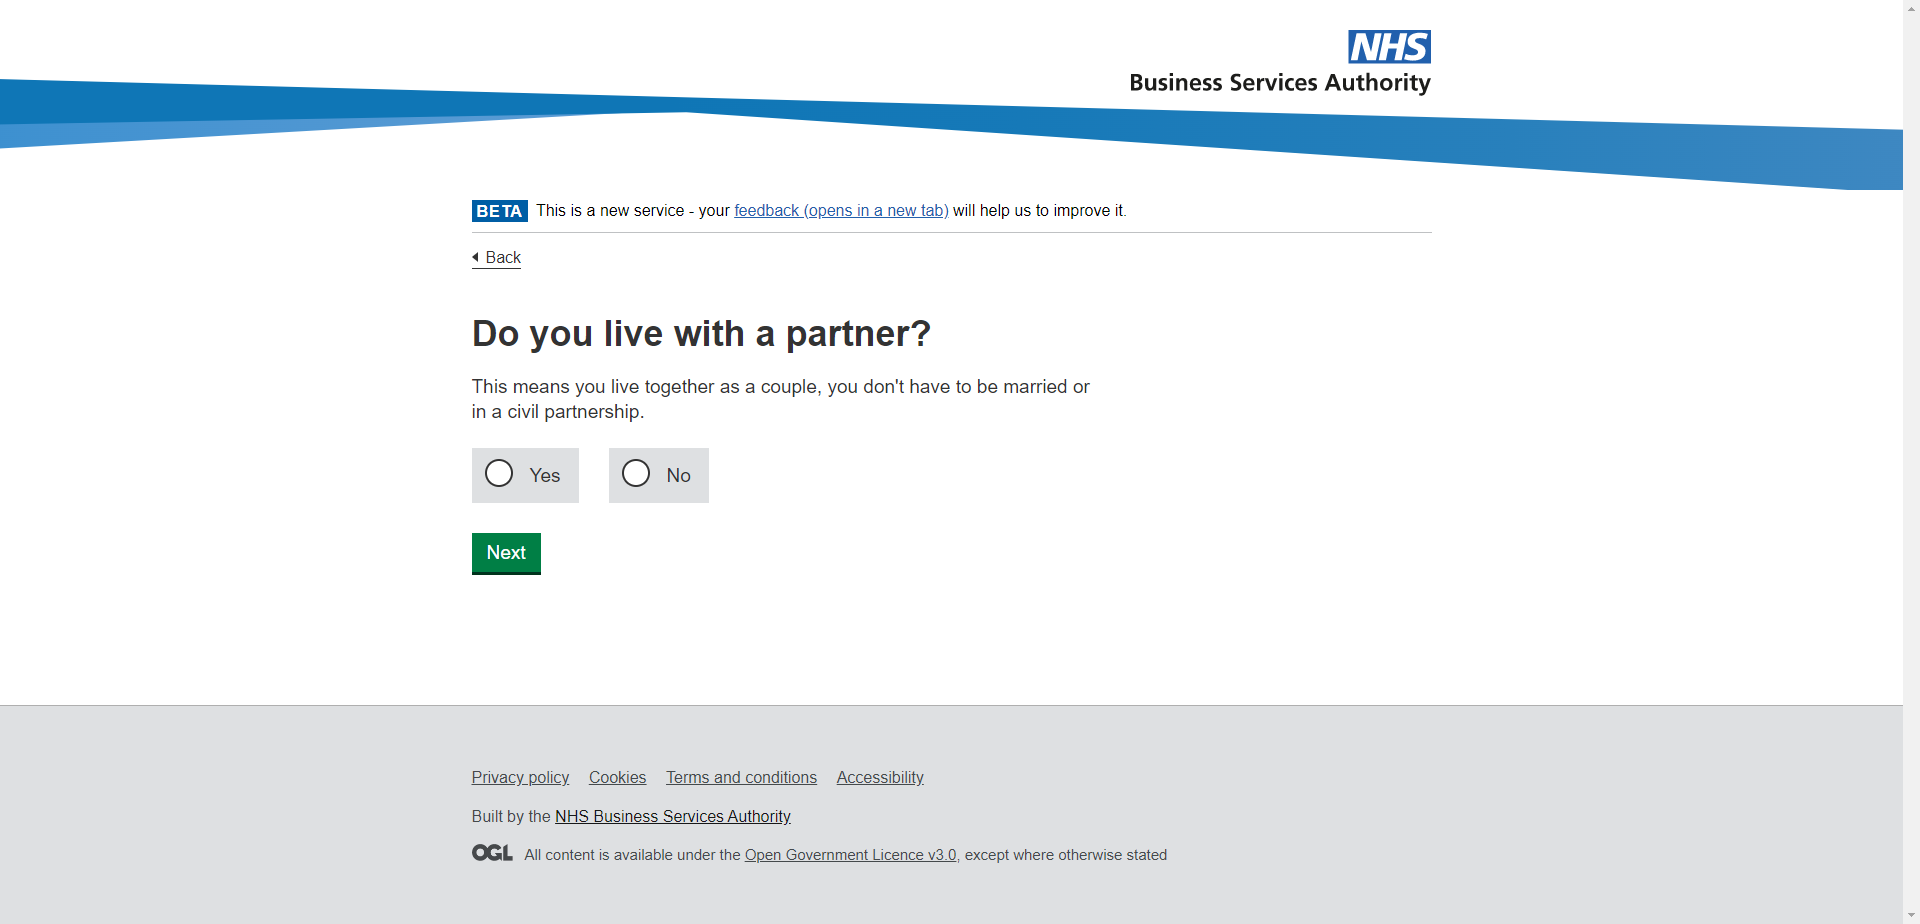 NHS
Business Services Authority
BETA This is a new service - your feedback (opens in a new tab) will help us to improve it.
Back
Do you live with a partner?
This means you live together as a couple, you don't have to be married or
in a civil partnership.
Yes No
Next
Privacy policy Cookies Terms and conditions Accessibility
Built by the NHS Business Services Authority
OGL All content is available under the Open Government Licence v3.0, except where otherwise stated